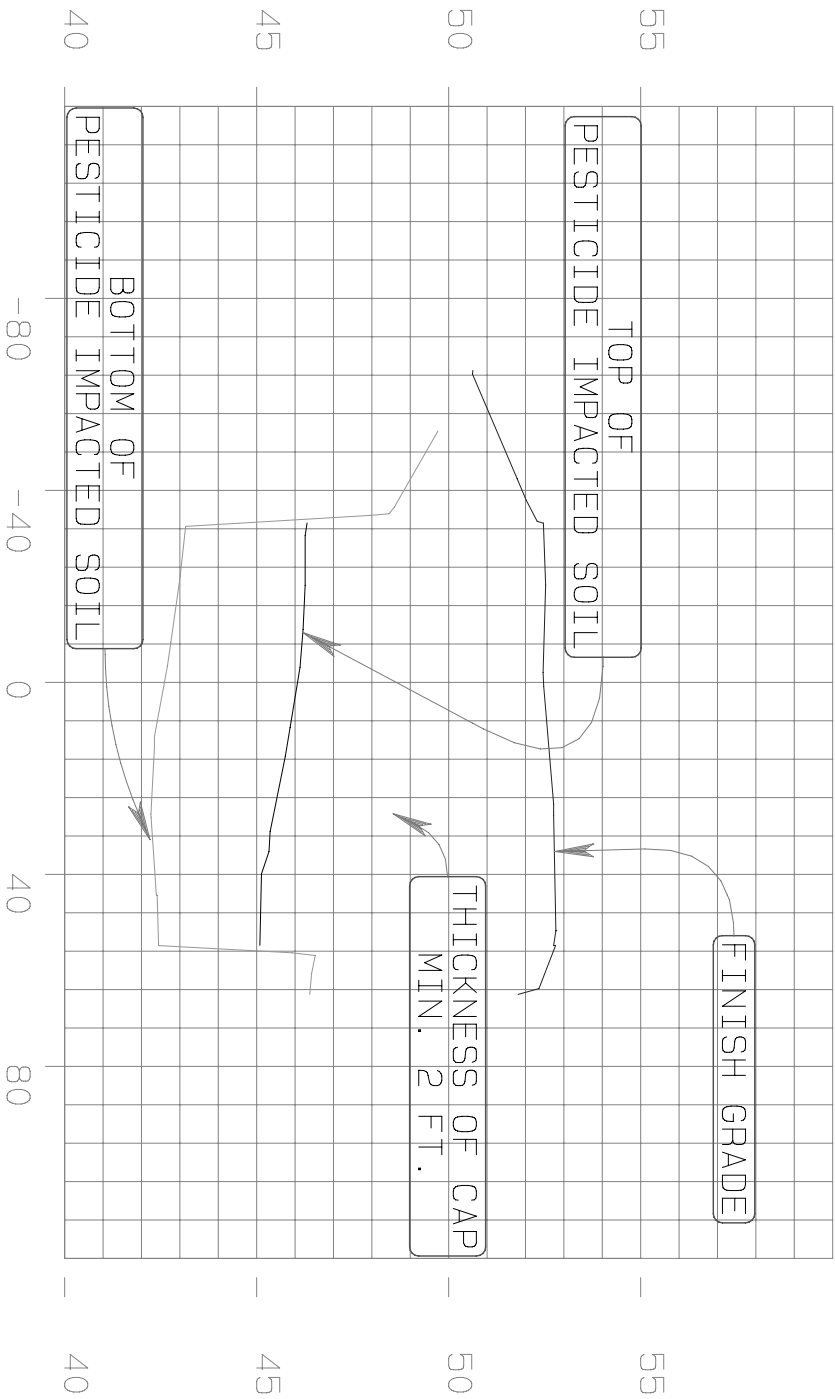 55
50
45
40
FINISH GRADE
TOP OF
PESTICIDE IMPACTED SOIL
THICKNESS OF CAP
MIN. 2 FT.
BOTTOM OF
PESTICIDE IMPACTED SOIL
55
50
45
40
-80
-40
0
40
80